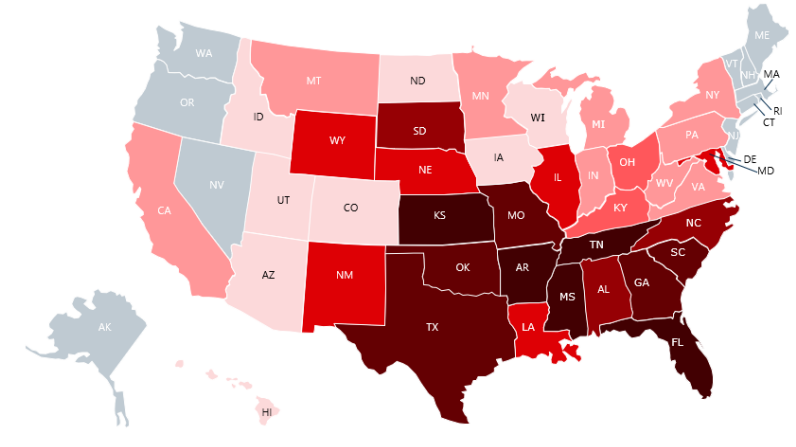 WA
MT
ND
MN
ME
VT
NH
MA
OR
ID
WY
SD
WI
MI
NY
RI
CT
NV
UT
CO
NE
IA
IL
IN
OH
PA
NJ
DE
MD
CA
AZ
NM
KS
MO
KY
WV
VA
OK
AR
TN
NC
TX
LA
MS
AL
GA
SC
FL
AK
HI